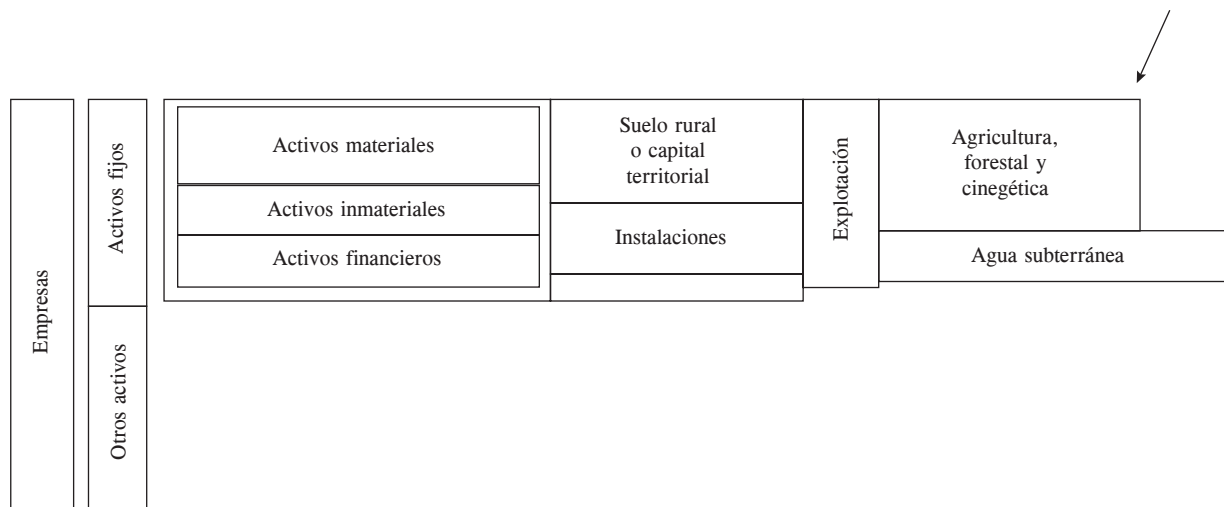 Empresas
Activos fijos
Otros activos
Activos materiales
Activos inmateriales
Activos financieros
Suelo rural
o capital
territorial
Instalaciones
Explotación
Agricultura,
forestal y
cinegética
Agua subterránea